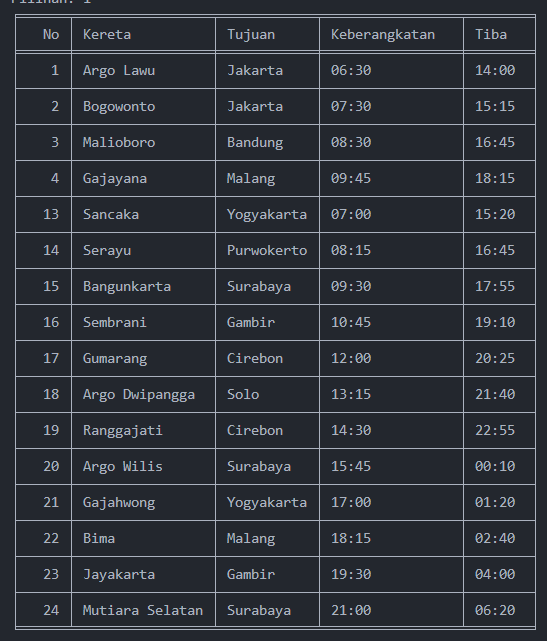 Pilihan: 1
No Kereta Tujuan Keberangkatan Tiba
1 Argo Lawu Jakarta 06:30 14:00
2 Bogowonto Jakarta 07:30 15:15
3 Malioboro Bandung 08:30 16:45
4 Gajayana Malang 09:45 18:15
13 Sancaka Yogyakarta 07:00 15:20
14 Serayu Purwokerto 08:15 16:45
15 Bangunkarta Surabaya 09:30 17:55
16 Sembrani Gambir 10:45 19:10
17 Gumarang Cirebon 12:00 20:25
18 Argo Dwipangga Solo 13:15 21:40
19 Ranggajati Cirebon 14:30 22:55
20 Argo Wilis Surabaya 15:45 00:10
21 Gajahwong Yogyakarta 17:00 01:20
22 Bima Malang 18:15 02:40
23 Jayakarta Gambir 19:30 04:00
24 Mutiara Selatan Surabaya 21:00 06:20